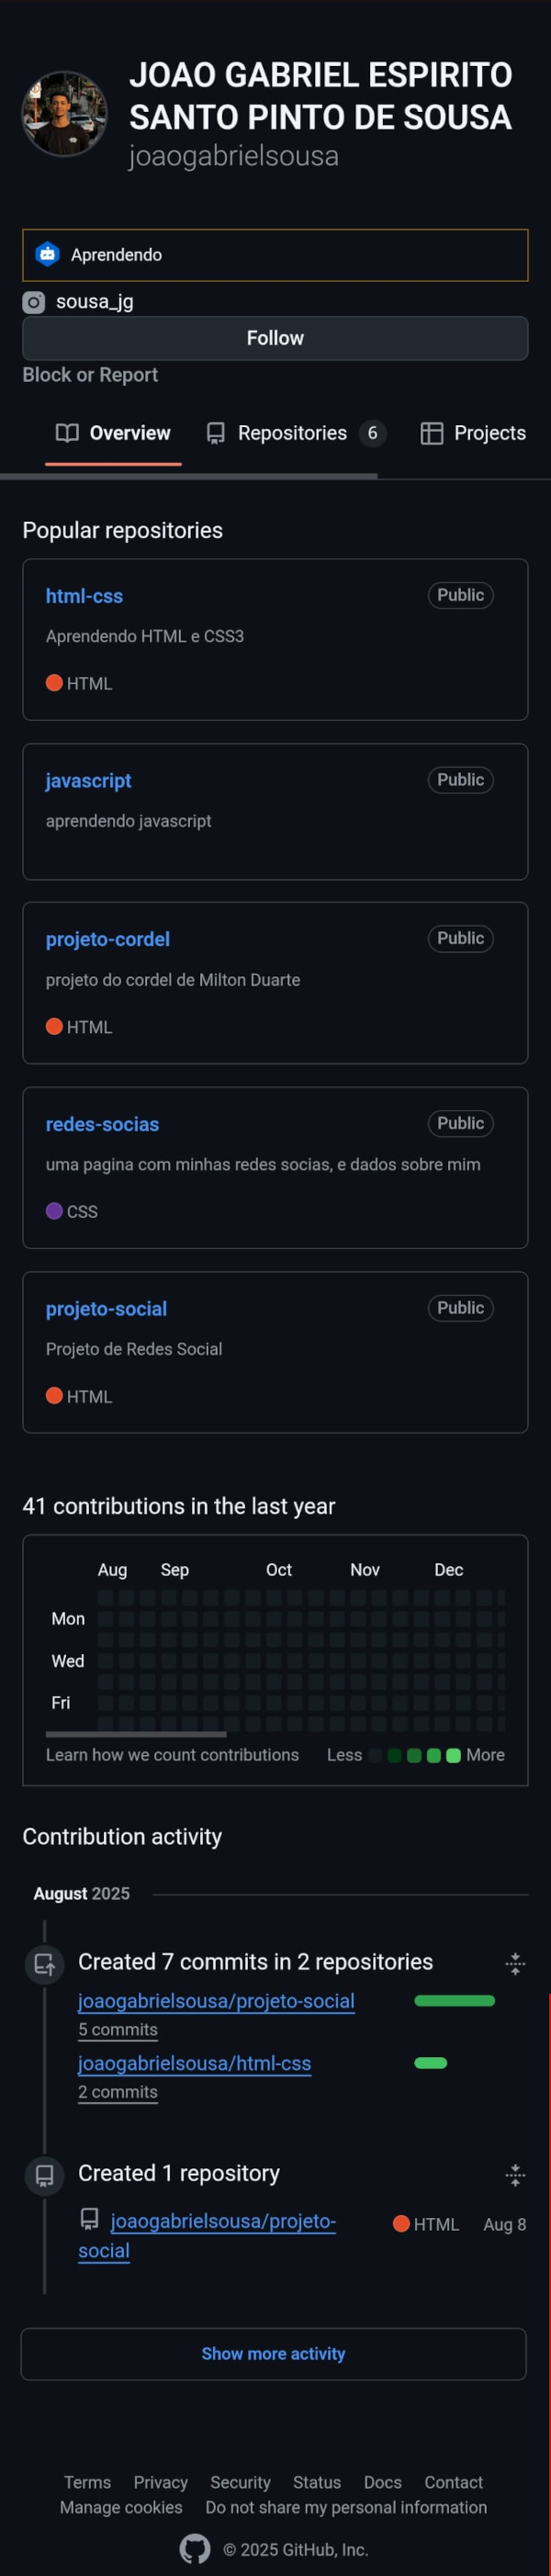 JOAO GABRIEL ESPIRITO
SANTO PINTO DE SOUSA
joaogabrielsousa
Aprendendo
sousa_jg
Follow
Block or Report
Overview Repositories 6 Projects
Popular repositories
html-css Public
Aprendendo HTML e CSS3
HTML
javascript Public
aprendendo javascript
projeto-cordel Public
projeto do cordel de Milton Duarte
HTML
redes-socias Public
uma pagina com minhas redes socias, e dados sobre mim
CSS
projeto-social Public
Projeto de Redes Social
HTML
41 contributions in the last year
Aug Sep Oct Nov Dec
Mon
Wed
Fri
Learn how we count contributions Less More
Contribution activity
August 2025
Created 7 commits in 2 repositories
joaogabrielsousa/projeto-social
5 commits
joaogabrielsousa/html-css
2 commits
Created 1 repository
joaogabrielsousa/projeto- HTML Aug 8
social
Show more activity
Terms Privacy Security Status Docs Contact
Manage cookies Do not share my personal information
© 2025 GitHub, Inc.